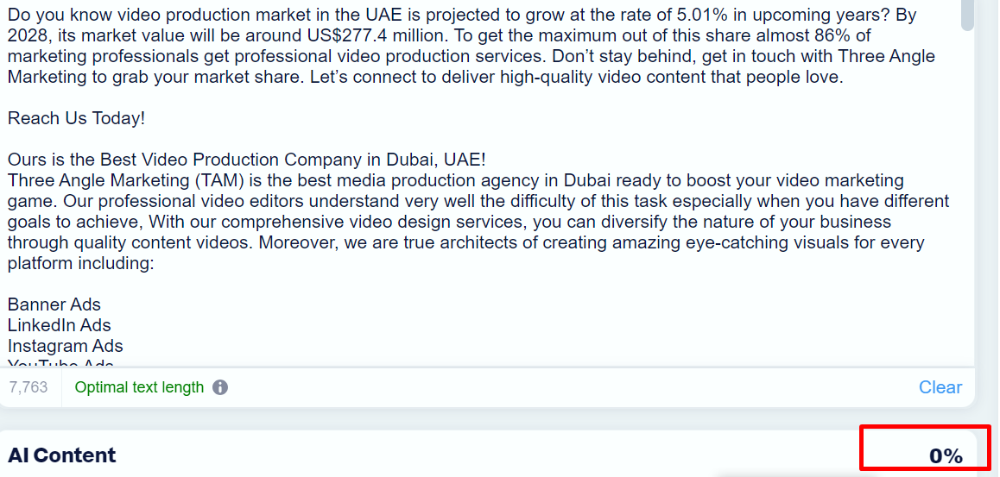 Do you know video production market in the UAE is projected to grow at the rate of 5.01% in upcoming years? By
2028, its market value will be around US$277.4 million. To get the maximum out of this share almost 86% of
marketing professionals get professional video production services. Don’t stay behind, get in touch with Three Angle
Marketing to grab your market share. Let’s connect to deliver high-quality video content that people love.
Reach Us Today!
Ours is the Best Video Production Company in Dubai, UAE!
Three Angle Marketing (TAM) is the best media production agency in Dubai ready to boost your video marketing
game. Our professional video editors understand very well the difficulty of this task especially when you have different
goals to achieve, With our comprehensive video design services, you can diversify the nature of your business
through quality content videos. Moreover, we are true architects of creating amazing eye-catching visuals for every
platform including:
Banner Ads
LinkedIn Ads
Instagram Ads
YouTube Ads
7,763 Optimal text length Clear
AI Content 0%